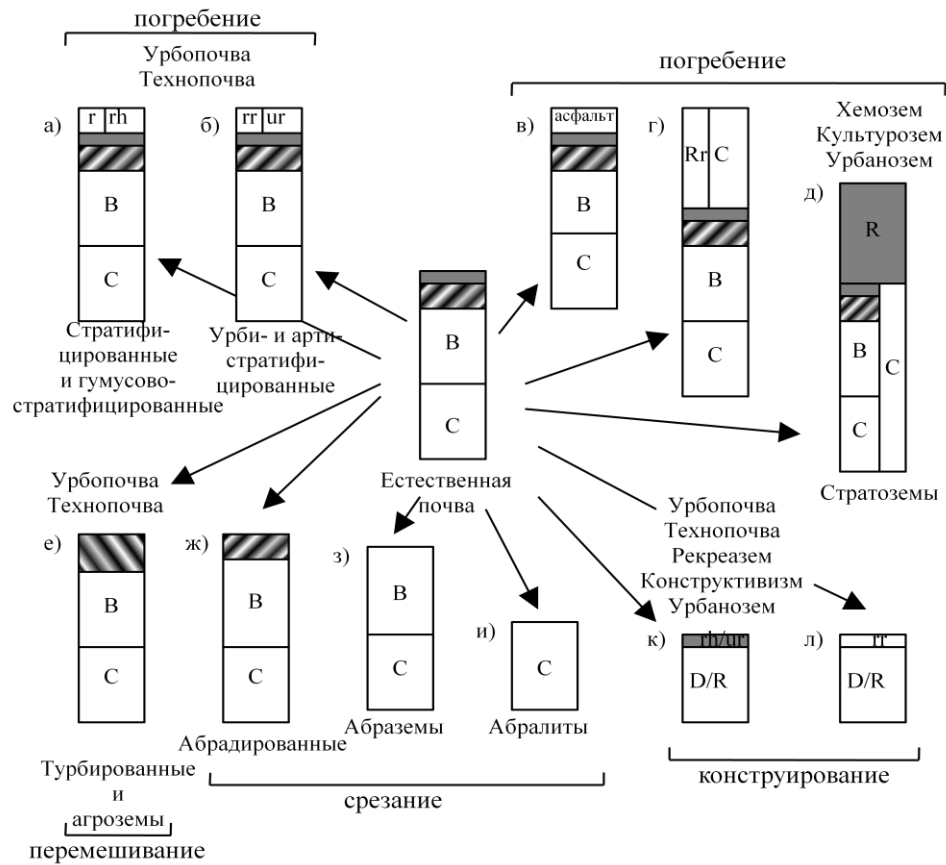 погребение
Урбопочва
Технопочва
погребение
а)
r
rh
б)
rr
ur
в)
асфальт
г)
Rr
C
Хемозем
Культурозем
Урбанозем
д)
R
B
C
B
C
B
C
B
C
B
C
C
B
C
Стратифи-
цированные
и гумусово-
стратифицированные
Урби- и арти-
стратифи-
цированные
Естественная
почва
Стратоземы
Урбопочва
Технопочва
Урбопочва
Технопочва
Рекреазем
Конструктивизм
Урбанозем
е)
B
C
ж)
B
C
з)
B
C
и)
C
к)
rh/ur
D/R
л)
rr
D/R
Абрадированные
Абраземы
Абралиты
Турбированные
и
агроземы
перемешивание
срезание
конструирование